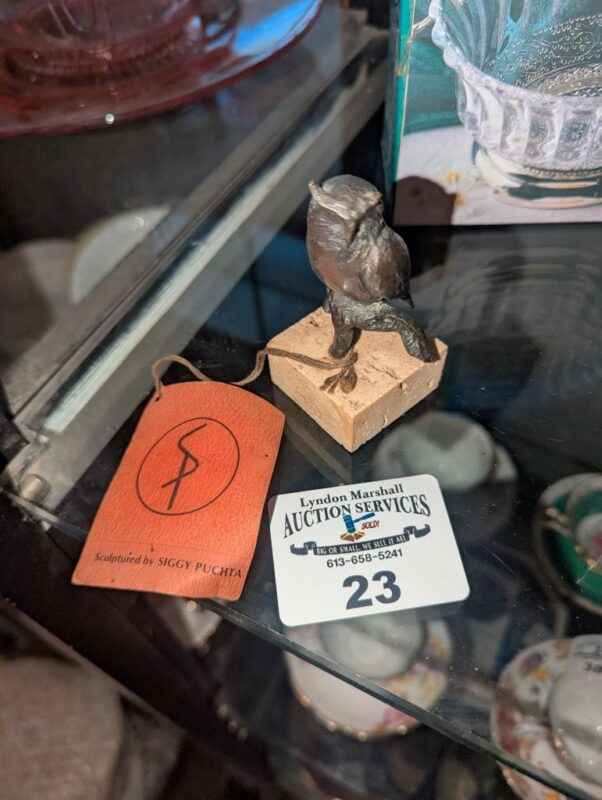 Sculptured by SIGGY PUCHTA
Lyndon Marshall
AUCTION SERVICES
SOLD!
BIG OR SMALL, WE SELL IT ALL
613-658-5241
23